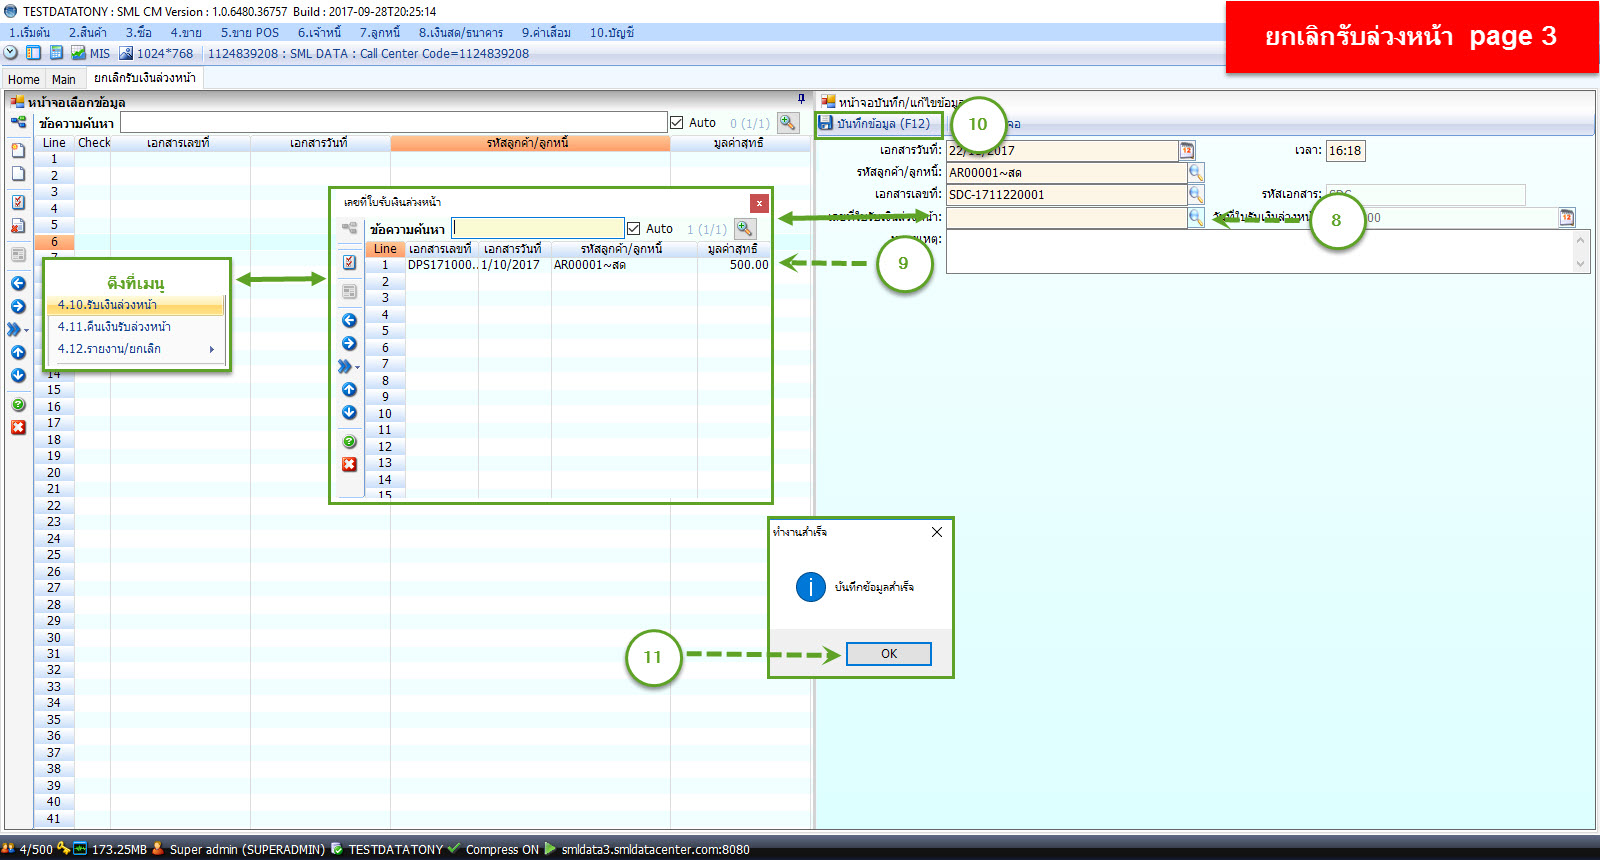 TESTDATATONY : SML CM Version : 1.0.6480.36757 Build : 2017-09-28T20:25:14
ยกเลิกรับล่วงหน้า page 3
1.เริ่มต้น 2.สินค้า 3.ซื้อ 4.ขาย 5.ขาย POS 6.เจ้าหนี้ 7.ลูกหนี้ 8.เงินสด/ธนาคาร 9.ค่าเสื่อม 10.บัญชี
MIS 1024*768 1124839208 : SML DATA : Call Center Code=1124839208
Home Main ยกเลิกรับเงินล่วงหน้า
หน้าจอเลือกข้อมูล
ข้อความค้นหา Auto 0 (1/1)
Line Check เอกสารเลขที่ เอกสารวันที่ รหัสลูกค้า/ลูกหนี้ มูลค่าสุทธิ
1
2
3
4
5
6
ดึงที่เมนู
4.10.รับเงินล่วงหน้า
4.11.คืนเงินรับล่วงหน้า
4.12.รายงาน/ยกเลิก
14
15
16
17
18
19
20
21
22
23
24
25
26
27
28
29
30
31
32
33
34
35
36
37
38
39
40
41
เลขที่ใบรับเงินล่วงหน้า
x
ข้อความค้นหา Auto 1 (1/1)
Line เอกสารเลขที่ เอกสารวันที่ รหัสลูกค้า/ลูกหนี้ มูลค่าสุทธิ
1 DPS171000.. 1/10/2017 AR00001~สด 500.00
2
3
4
5
6
7
8
9
10
11
12
13
14
15
หน้าจอบันทึก/แก้ไขข้อมูล
บันทึกข้อมูล (F12) 10 จอ
เอกสารวันที่: 22/ 2017 เวลา: 16:18
รหัสลูกค้า/ลูกหนี้: AR00001~สด
เอกสารเลขที่: SDC-1711220001 รหัสเอกสาร: SDC
เลขที่ใบรับเงินล่วงหน้า: วันที่ใบรับเงินล่วงหน้า 00
เหตุ:
8
9
ทำงานสำเร็จ
บันทึกข้อมูลสำเร็จ
OK
11
4/500 173.25MB Super admin (SUPERADMIN) TESTDATATONY Compress ON smldata3.smldatacenter.com:8080